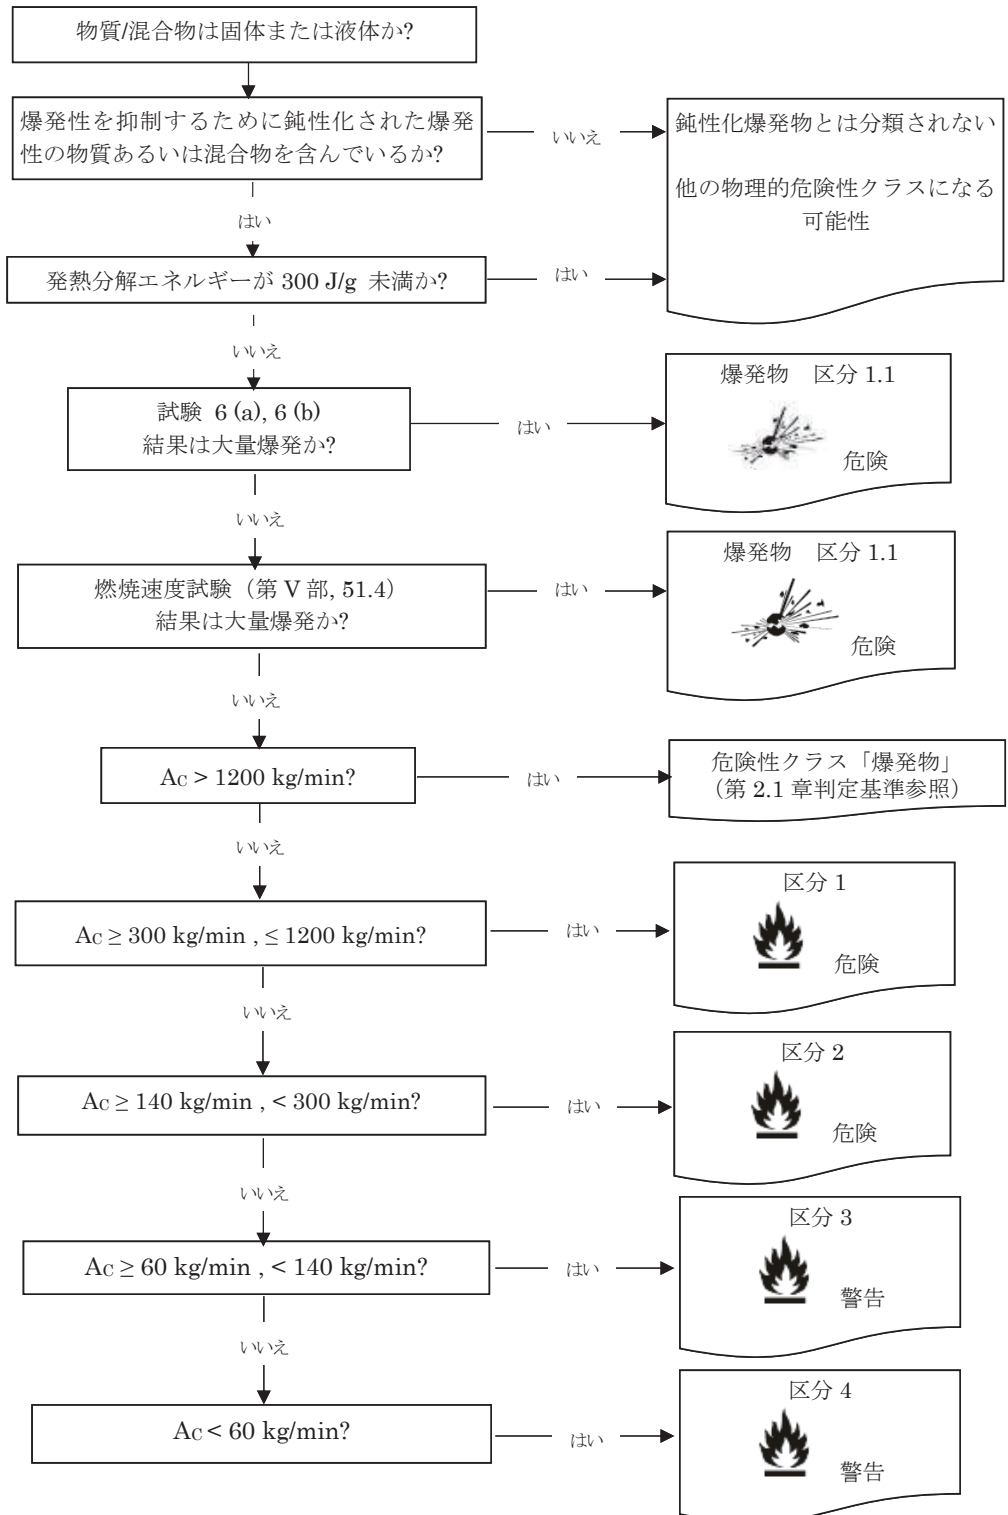 物質/混合物は固体または液体か?
爆発性を抑制するために鈍性化された爆発
性の物質あるいは混合物を含んでいるか?
いいえ
鈍性化爆発物とは分類されない
他の物理的危険性クラスになる
可能性
はい
発熱分解エネルギーが 300 J/g 未満か?
はい
いいえ
試験 6 (a), 6 (b)
結果は大量爆発か?
はい
爆発物 区分 1.1
危険
いいえ
燃焼速度試験（第 V 部, 51.4）
結果は大量爆発か?
はい
爆発物 区分 1.1
危険
いいえ
AC > 1200 kg/min?
はい
危険性クラス「爆発物」
（第 2.1 章判定基準参照）
いいえ
AC ≥ 300 kg/min , ≤ 1200 kg/min?
はい
区分 1
危険
いいえ
AC ≥ 140 kg/min , < 300 kg/min?
はい
区分 2
危険
いいえ
AC ≥ 60 kg/min , < 140 kg/min?
はい
区分 3
警告
いいえ
AC < 60 kg/min?
はい
区分 4
警告